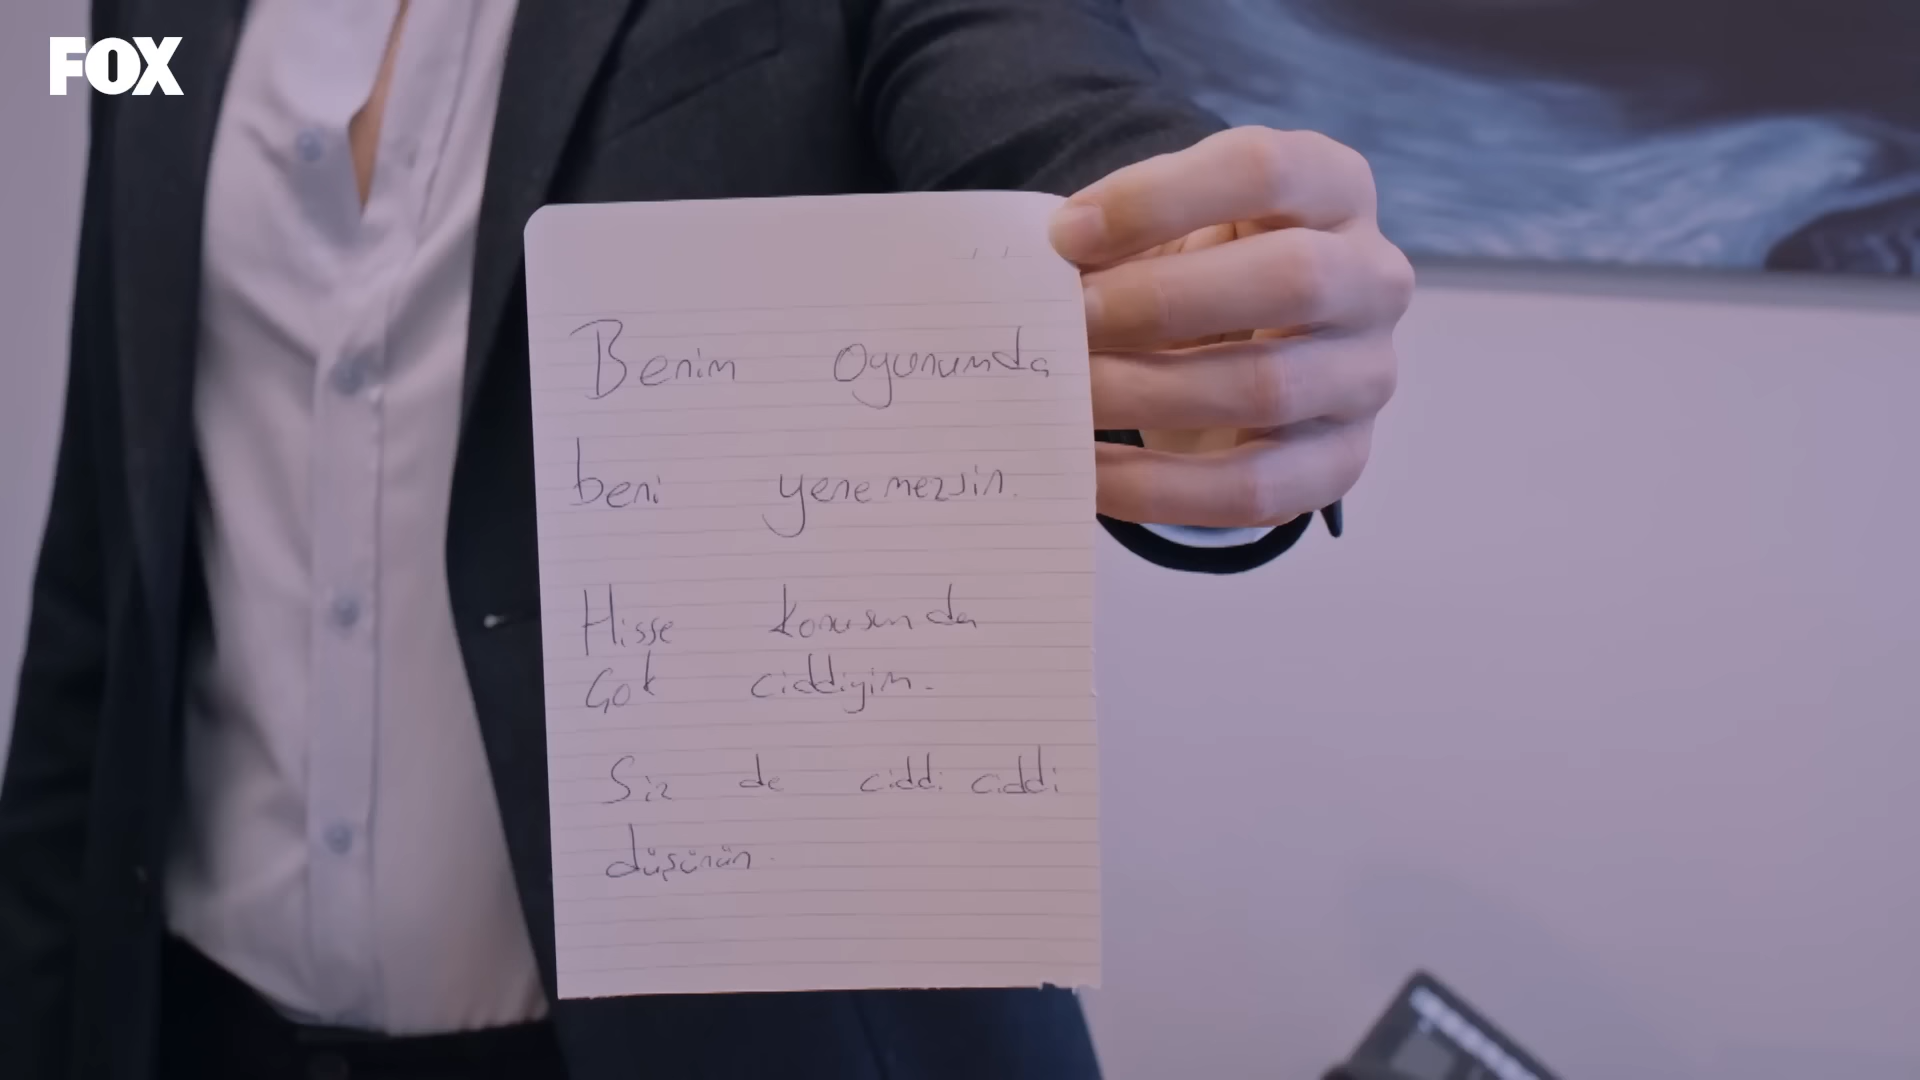 FOX
Benim oyunumda
beni yenemezsin.
Hisse konusunda
Çok ciddiyim.
Siz de ciddi ciddi
düşünün.